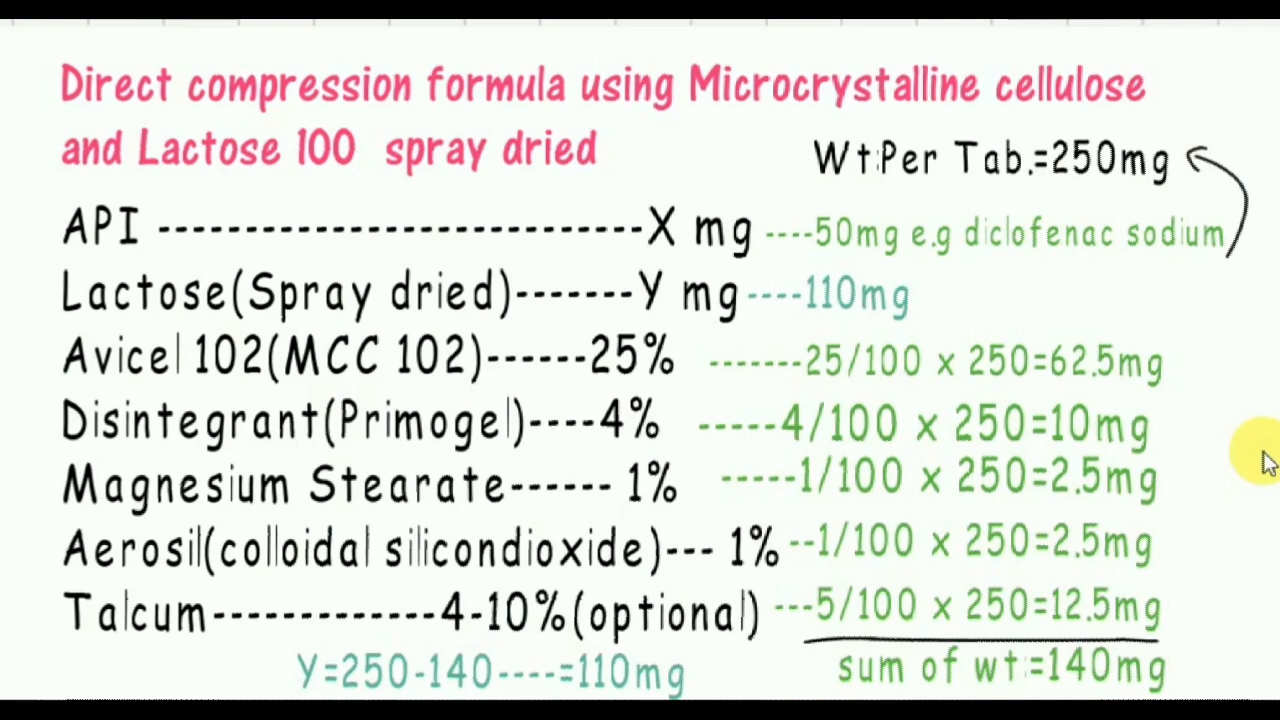 Direct compression formula using Microcrystalline cellulose
and Lactose 100 spray dried
Wt:Per Tab.=250mg
API ----------------------------X mg ----50mg e.g diclofenac sodium
Lactose(Spray dried)-------Y mg ----110mg
Avicel 102(MCC 102)------25% -------25/100 x 250=62.5mg
Disintegrant(Primogel)----4% -----4/100 x 250=10mg
Magnesium Stearate------ 1% -----1/100 x 250=2.5mg
Aerosil(colloidal silicondioxide)--- 1% --1/100 x 250=2.5mg
Talcum-------------4-10%(optional) ---5/100 x 250=12.5mg
Y=250-140----=110mg sum of wt:=140mg